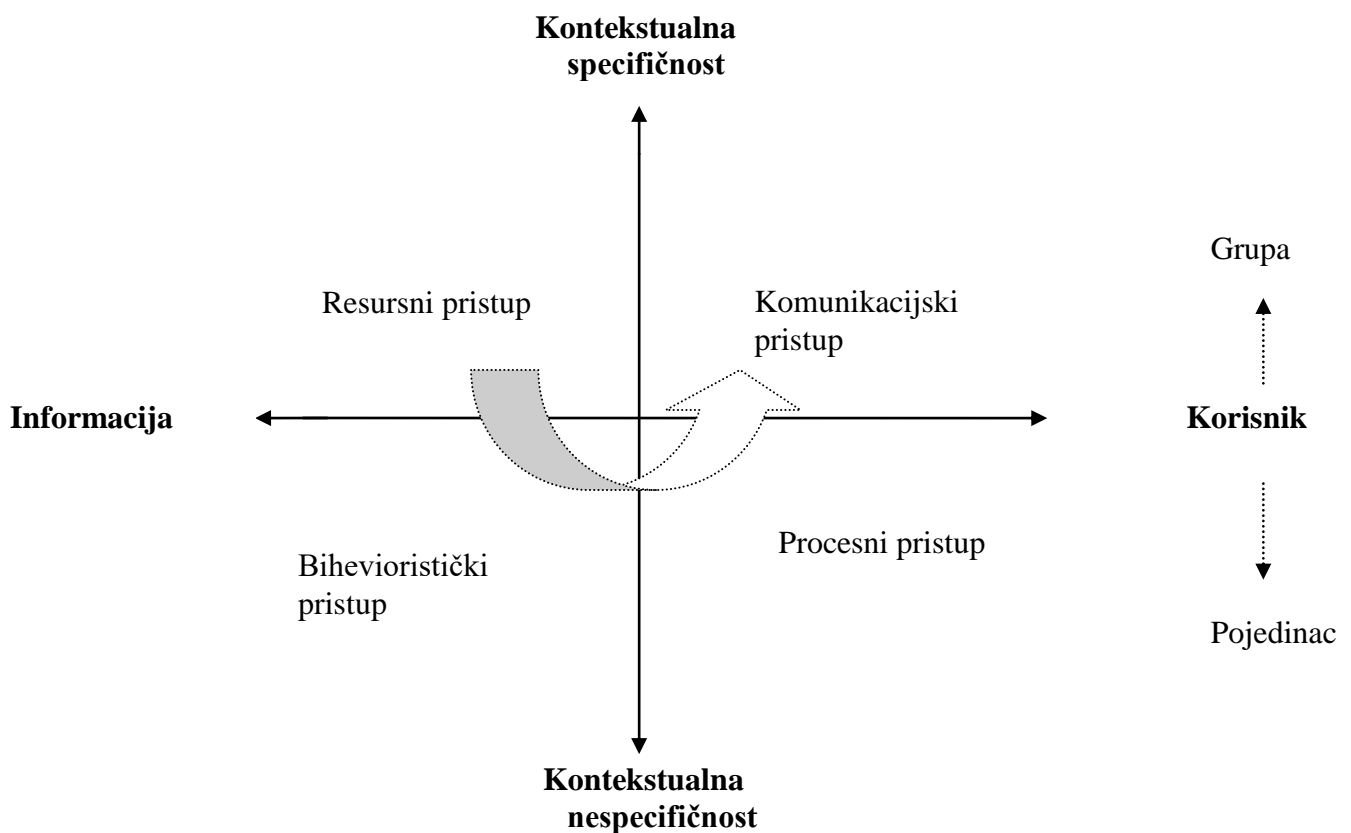 Kontekstualna
specifičnost
Grupa
Resursni pristup
Komunikacijski
pristup
Informacija
Korisnik
Procesni pristup
Bihevioristički
pristup
Pojedinac
Kontekstualna
nespecifičnost